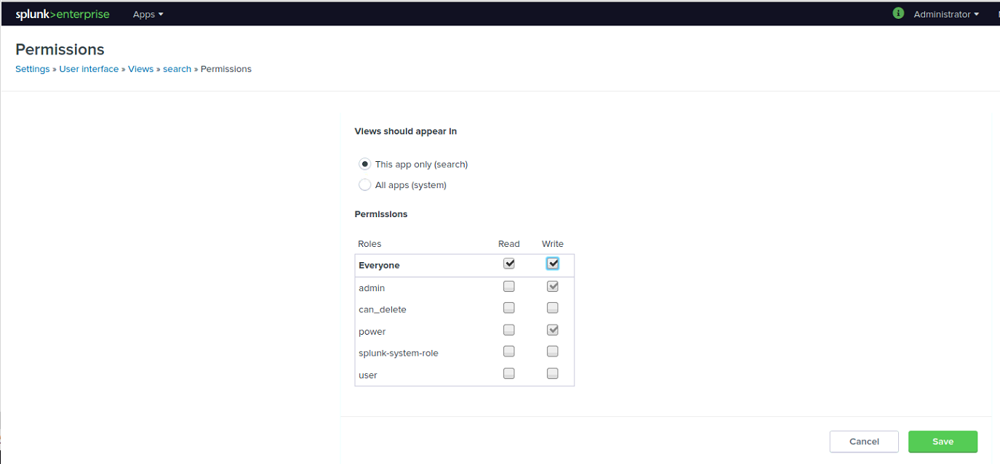 splunk>enterprise Apps Administrator
Permissions
Settings » User interface » Views » search » Permissions
Views should appear in
This app only (search)
All apps (system)
Permissions
Roles Read Write
Everyone
admin
can_delete
power
splunk-system-role
user
Cancel Save